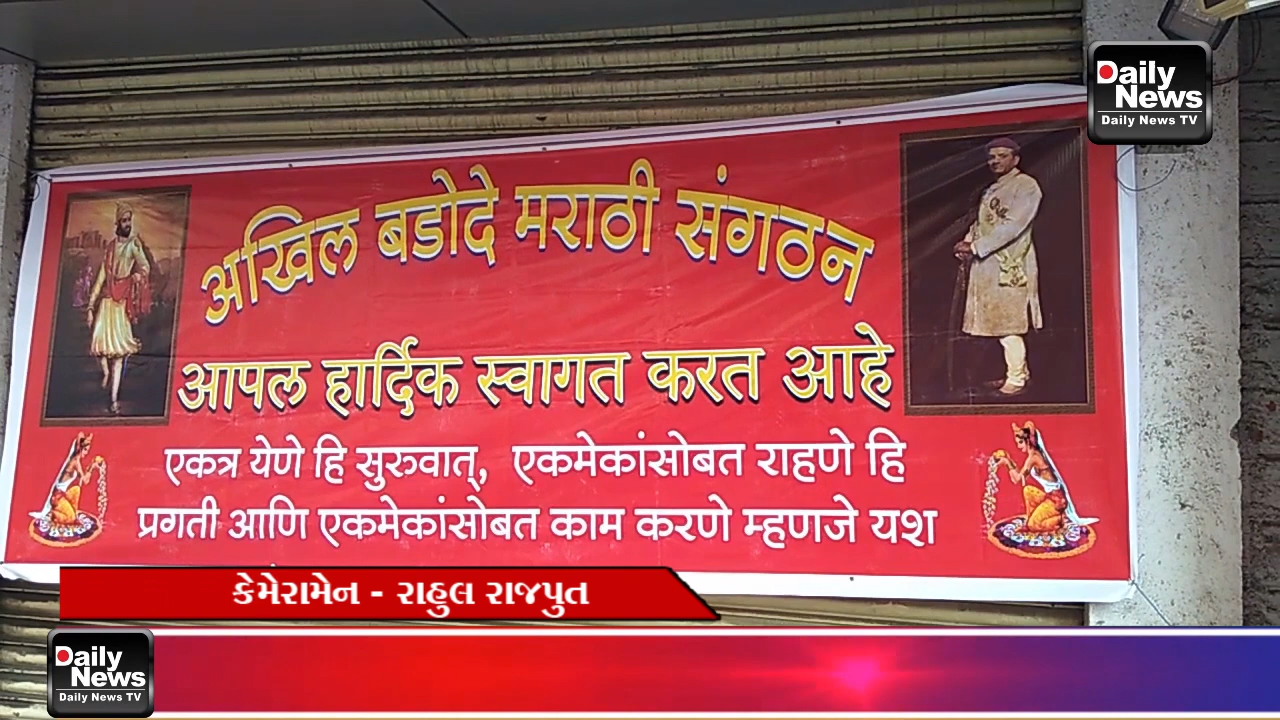 Daily
News
Daily News TV
अखिल बडोदे मराठी संगठन
आपल हार्दिक स्वागत करत आहे
एकत्र येणे हि सुरुवात्, एकमेकांसोबत राहणे हि
प्रगती आणि एकमेकांसोबत काम करणे म्हणजे यश
કેમેરામેન - રાહુલ રાજપુત
Daily
News
Daily News TV